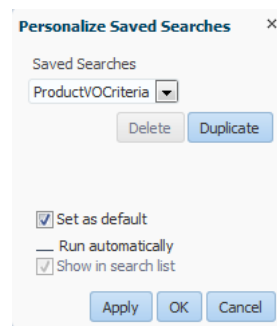 Personalize Saved Searches
Saved Searches
ProductVOCriteria
Delete Duplicate
Set as default
Run automatically
Show in search list
Apply OK Cancel